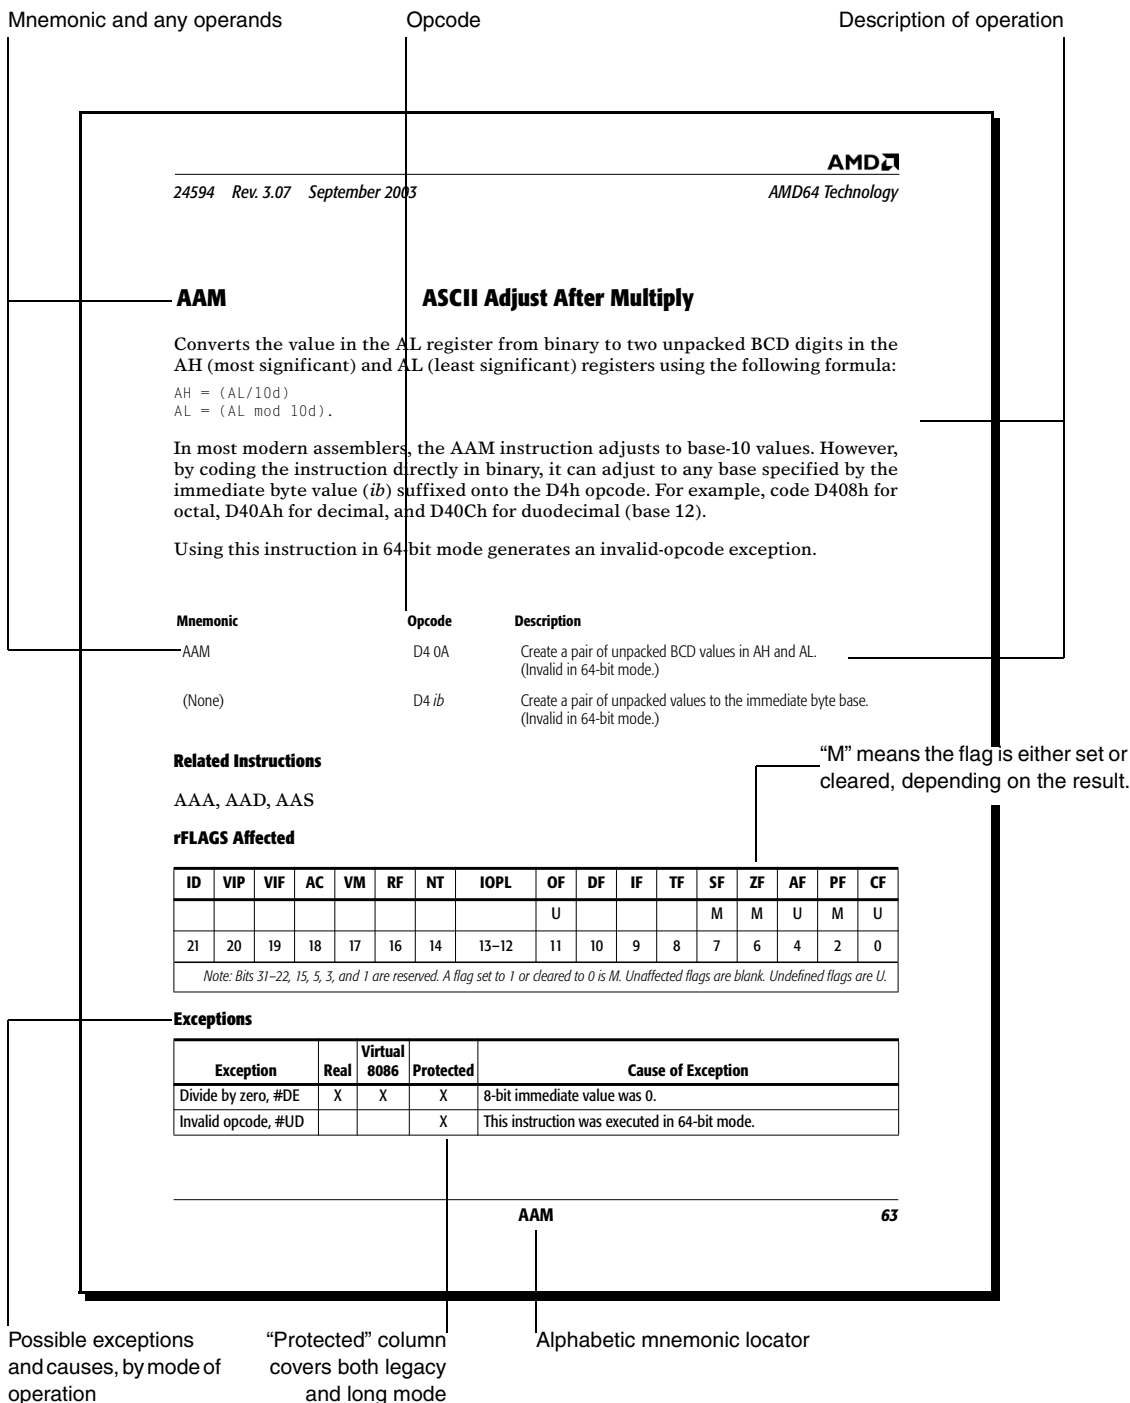 Mnemonic and any operands
Opcode
Description of operation
AMD
24594 Rev. 3.07 September 2003
AMD64 Technology
AAM
ASCII Adjust After Multiply
Converts the value in the AL register from binary to two unpacked BCD digits in the
AH (most significant) and AL (least significant) registers using the following formula:
AH = (AL/10d)
AL = (AL mod 10d).
In most modern assemblers, the AAM instruction adjusts to base-10 values. However,
by coding the instruction directly in binary, it can adjust to any base specified by the
immediate byte value (ib) suffixed onto the D4h opcode. For example, code D408h for
octal, D40Ah for decimal, and D40Ch for duodecimal (base 12).
Using this instruction in 64-bit mode generates an invalid-opcode exception.
Mnemonic Opcode Description
AAM D4 0A Create a pair of unpacked BCD values in AH and AL.
(Invalid in 64-bit mode.)
(None) D4 ib Create a pair of unpacked values to the immediate byte base.
(Invalid in 64-bit mode.)
Related Instructions
“M” means the flag is either set or
cleared, depending on the result.
AAA, AAD, AAS
rFLAGS Affected
ID VIP VIF AC VM RF NT IOPL OF DF IF TF SF ZF AF PF CF
U M M U M U
21 20 19 18 17 16 14 13–12 11 10 9 8 7 6 4 2 0
Note: Bits 31–22, 15, 5, 3, and 1 are reserved. A flag set to 1 or cleared to 0 is M. Unaffected flags are blank. Undefined flags are U.
Exceptions
Exception Real Virtual 8086 Protected Cause of Exception
Divide by zero, #DE X X X 8-bit immediate value was 0.
Invalid opcode, #UD X This instruction was executed in 64-bit mode.
AAM
63
Possible exceptions
and causes, by mode of
operation
“Protected” column
covers both legacy
and long mode
Alphabetic mnemonic locator